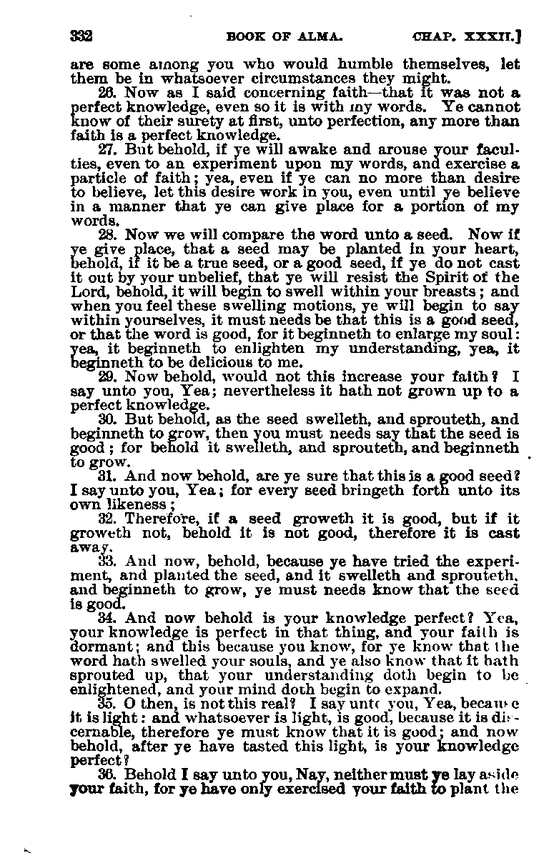 332 BOOK OF ALMA. CHAP. XXXII.]
are some among you who would humble themselves, let
them be in whatsoever circumstances they might.
26. Now as I said concerning faith—that it was not a
perfect knowledge, even so it is with my words. Ye cannot
know of their surety at first, unto perfection, any more than
faith is a perfect knowledge.
27. But behold, if ye will awake and arouse your facul-
ties, even to an experiment upon my words, and exercise a
particle of faith; yea, even if ye can no more than desire
to believe, let this desire work in you, even until ye believe
in a manner that ye can give place for a portion of my
words.
28. Now we will compare the word unto a seed. Now if
ye give place, that a seed may be planted in your heart,
behold, if it be a true seed, or a good seed, if ye do not cast
it out by your unbelief, that ye will resist the Spirit of the
Lord, behold, it will begin to swell within your breasts; and
when you feel these swelling motions, ye will begin to say
within yourselves, it must needs be that this is a good seed,
or that the word is good, for it beginneth to enlarge my soul:
yea, it beginneth to enlighten my understanding, yea, it
beginneth to be delicious to me.
29. Now behold, would not this increase your faith? I
say unto you, Yea; nevertheless it hath not grown up to a
perfect knowledge.
30. But behold, as the seed swelleth, and sprouteth, and
beginneth to grow, then you must needs say that the seed is
good; for behold it swelleth, and sprouteth, and beginneth
to grow.
31. And now behold, are ye sure that this is a good seed?
I say unto you, Yea; for every seed bringeth forth unto its
own likeness;
32. Therefore, if a seed groweth it is good, but if it
groweth not, behold it is not good, therefore it is cast
away.
33. And now, behold, because ye have tried the experi-
ment, and planted the seed, and it swelleth and sprouteth,
and beginneth to grow, ye must needs know that the seed
is good.
34. And now behold is your knowledge perfect? Yea,
your knowledge is perfect in that thing, and your faith is
dormant; and this because you know, for ye know that the
word hath swelled your souls, and ye also know that it hath
sprouted up, that your understanding doth begin to be
enlightened, and your mind doth begin to expand.
35. O then, is not this real? I say unto you, Yea, because
it is light: and whatsoever is light, is good, because it is dis-
cernable, therefore ye must know that it is good; and now
behold, after ye have tasted this light, is your knowledge
perfect?
36. Behold I say unto you, Nay, neither must ye lay aside
your faith, for ye have only exercised your faith to plant the